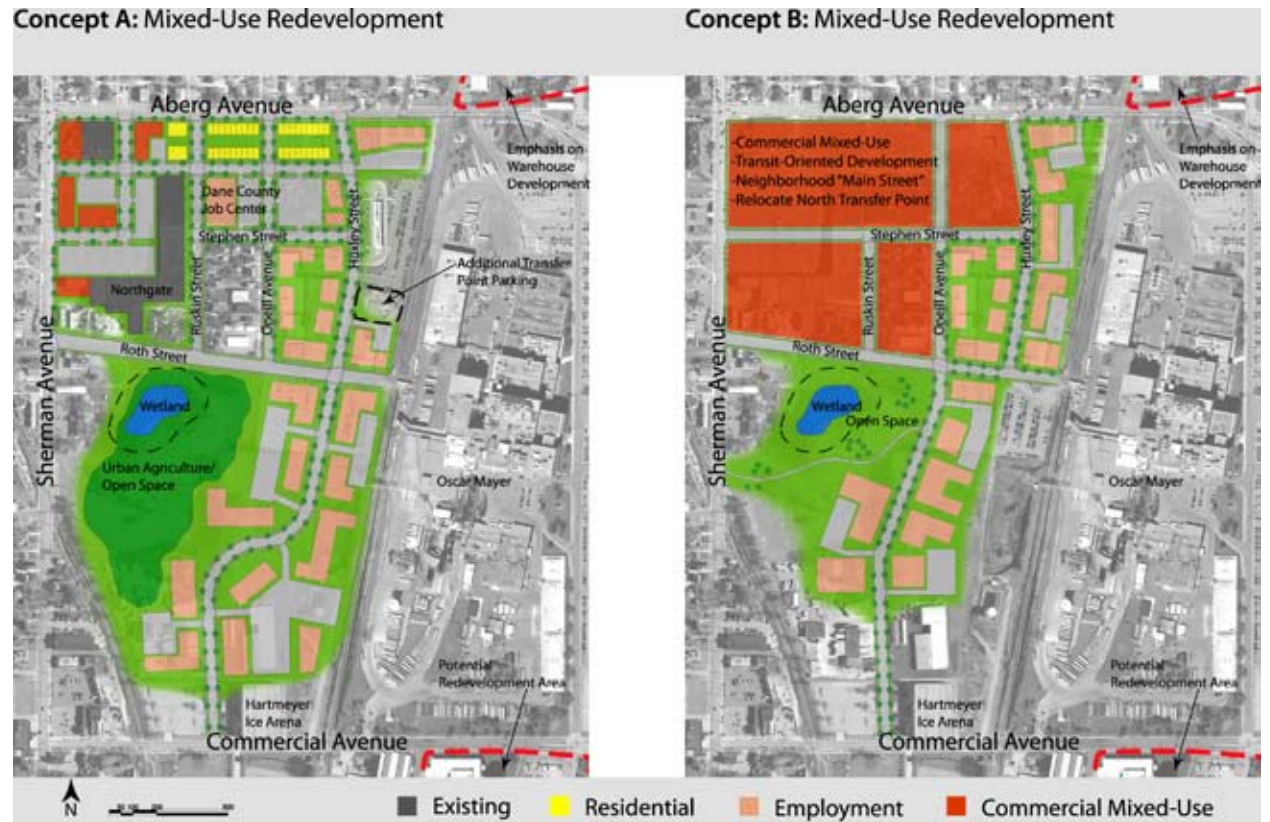 Concept A: Mixed-Use Redevelopment
Aberg Avenue
Emphasis on
Warehouse
Development
Dane County
Job Center
Stephen Street
Huxley Street
Additional Transfer
Point Parking
Northgate
Ruskin Street
Oneill Avenue
Sherman Avenue
Roth Street
Wetland
Urban Agriculture/
Open Space
Oscar Mayer
Potential
Redevelopment Area
Hartmeyer
Ice Arena
Commercial Avenue
Concept B: Mixed-Use Redevelopment
Aberg Avenue
-Commercial Mixed-Use
-Transit-Oriented Development
-Neighborhood "Main Street"
-Relocate North Transfer Point
Emphasis on
Warehouse
Development
Stephen Street
Huxley Street
Ruskin Street
Oneill Avenue
Sherman Avenue
Roth Street
Wetland
Open Space
Oscar Mayer
Potential
Redevelopment Area
Hartmeyer
Ice Arena
Commercial Avenue
N
Existing
Residential
Employment
Commercial Mixed-Use